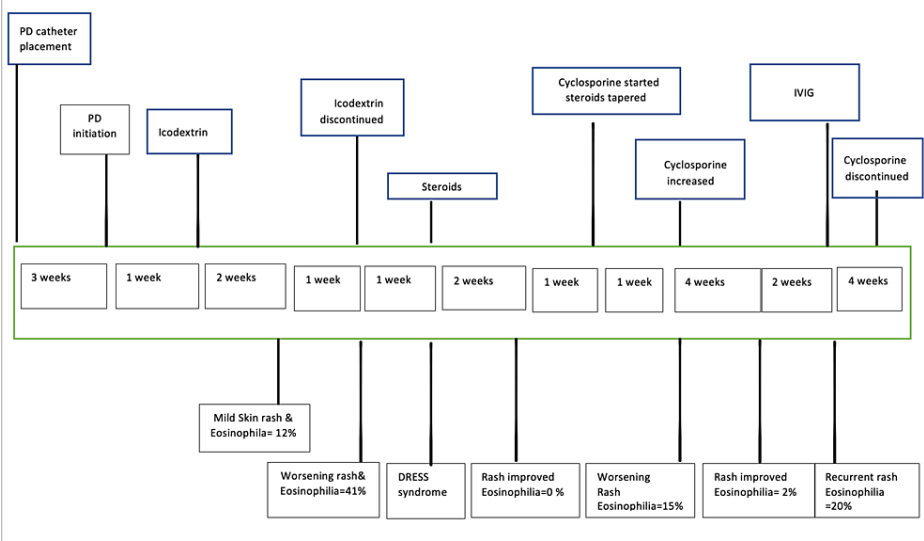 PD catheter
placement
PD
initiation
Icodextrin
Icodextrin
discontinued
Steroids
Cyclosporine started
steroids tapered
Cyclosporine
increased
IVIG
Cyclosporine
discontinued
3 weeks
1 week
2 weeks
1 week
1 week
2 weeks
1 week
1 week
4 weeks
2 weeks
4 weeks
Mild Skin rash &
Eosinophila= 12%
Worsening rash&
Eosinophilia=41%
DRESS
syndrome
Rash improved
Eosinophilia=0 %
Worsening
Rash
Eosinophilia=15%
Rash improved
Eosinophilia= 2%
Recurrent rash
Eosinophilia
=20%